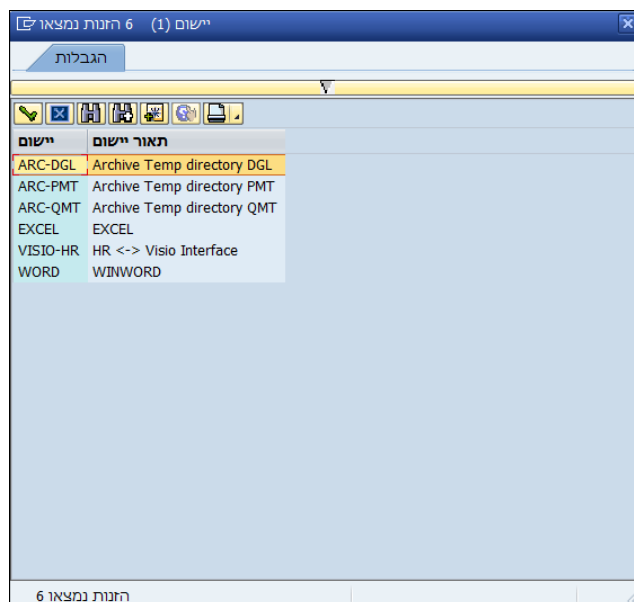 יישום (1) 6 הזנות נמצאו
הגבלות
יישום תאור יישום
ARC-DGL Archive Temp directory DGL
ARC-PMT Archive Temp directory PMT
ARC-QMT Archive Temp directory QMT
EXCEL EXCEL
VISIO-HR HR <-> Visio Interface
WORD WINWORD
6 הזנות נמצאו